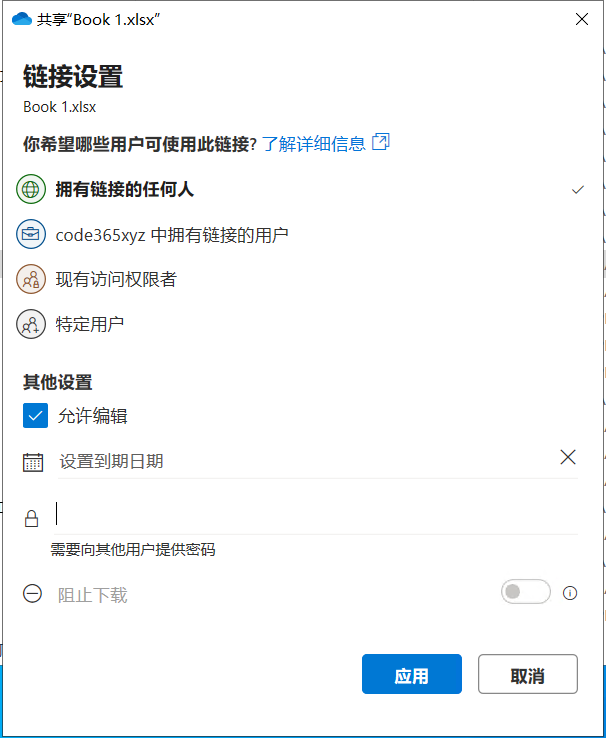 共享“Book 1.xlsx”
链接设置
Book 1.xlsx
你希望哪些用户可使用此链接? 了解详细信息
拥有链接的任何人
code365xyz 中拥有链接的用户
现有访问权限者
特定用户
其他设置
允许编辑
设置到期日期
需要向其他用户提供密码
阻止下载
应用
取消